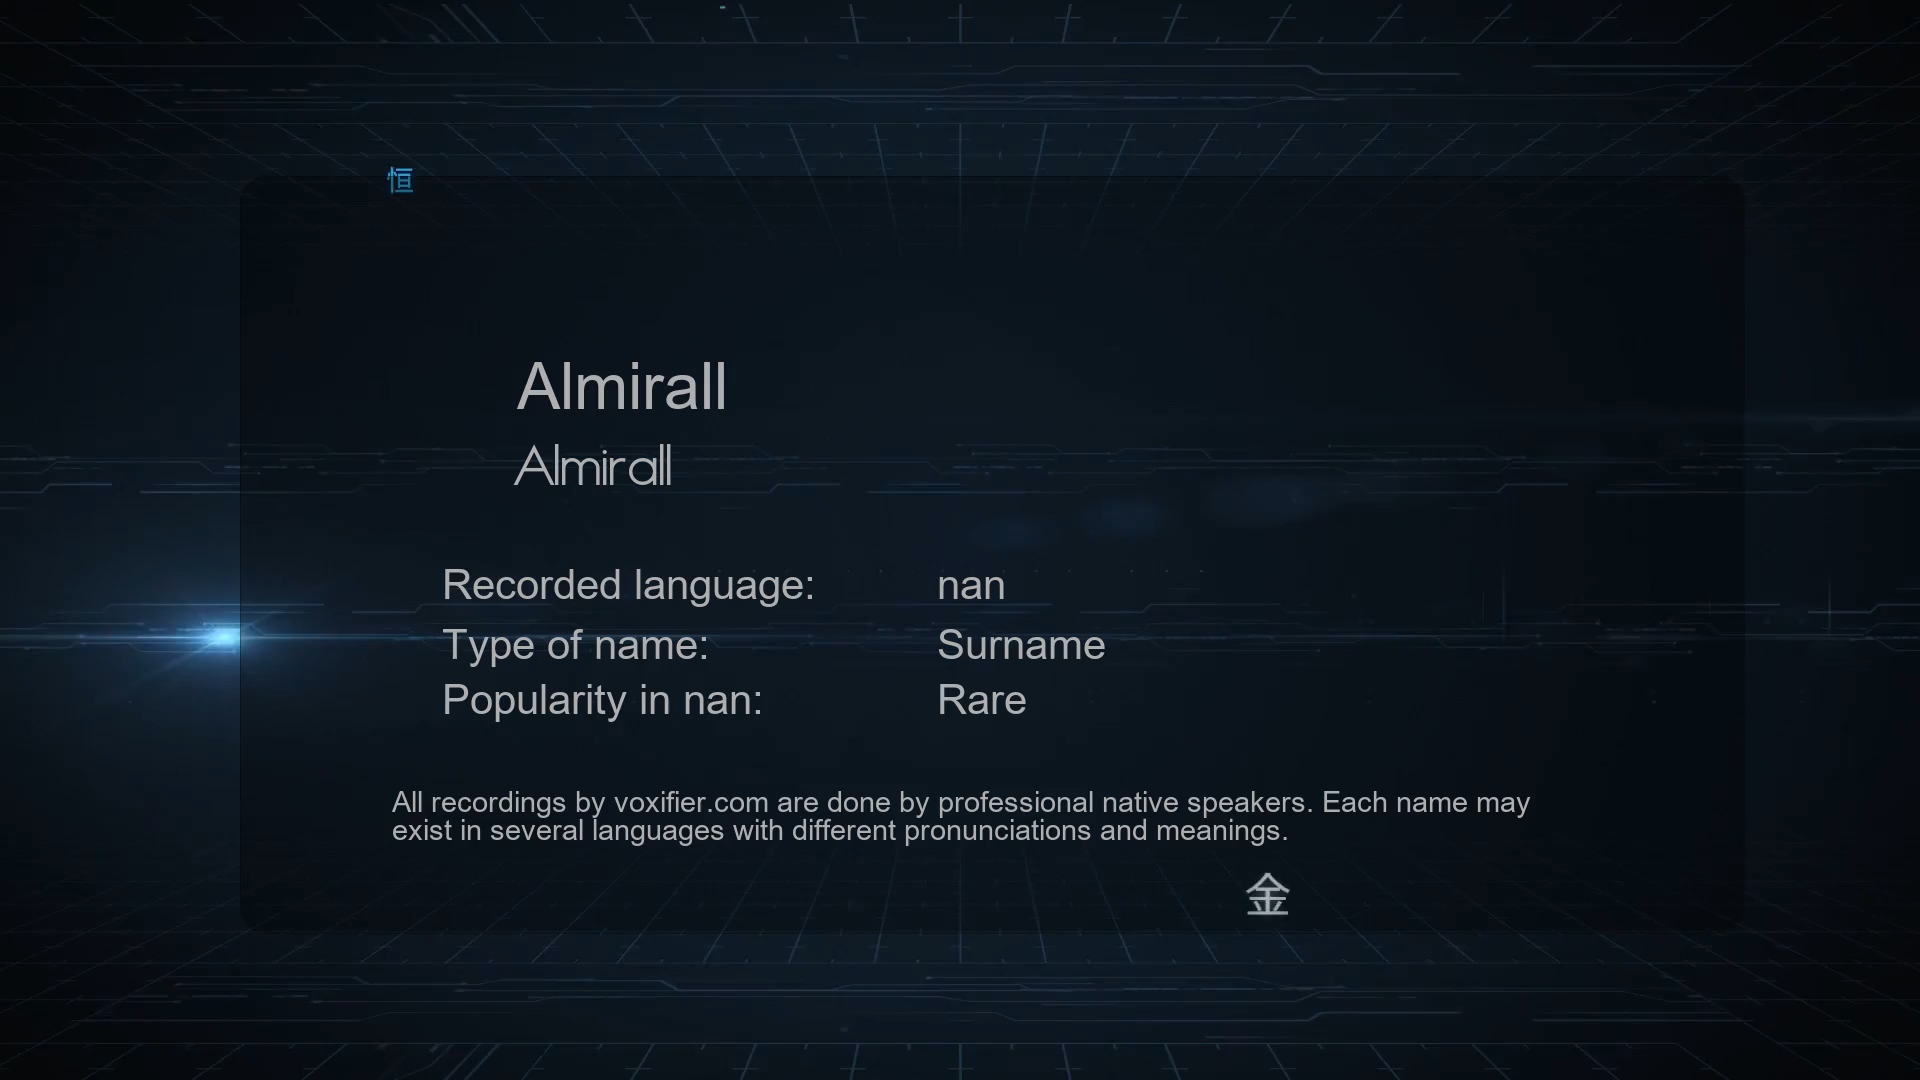 恒
Almirall
Almirall
Recorded language: nan
Type of name: Surname
Popularity in nan: Rare
All recordings by voxifier.com are done by professional native speakers. Each name may
exist in several languages with different pronunciations and meanings.
金